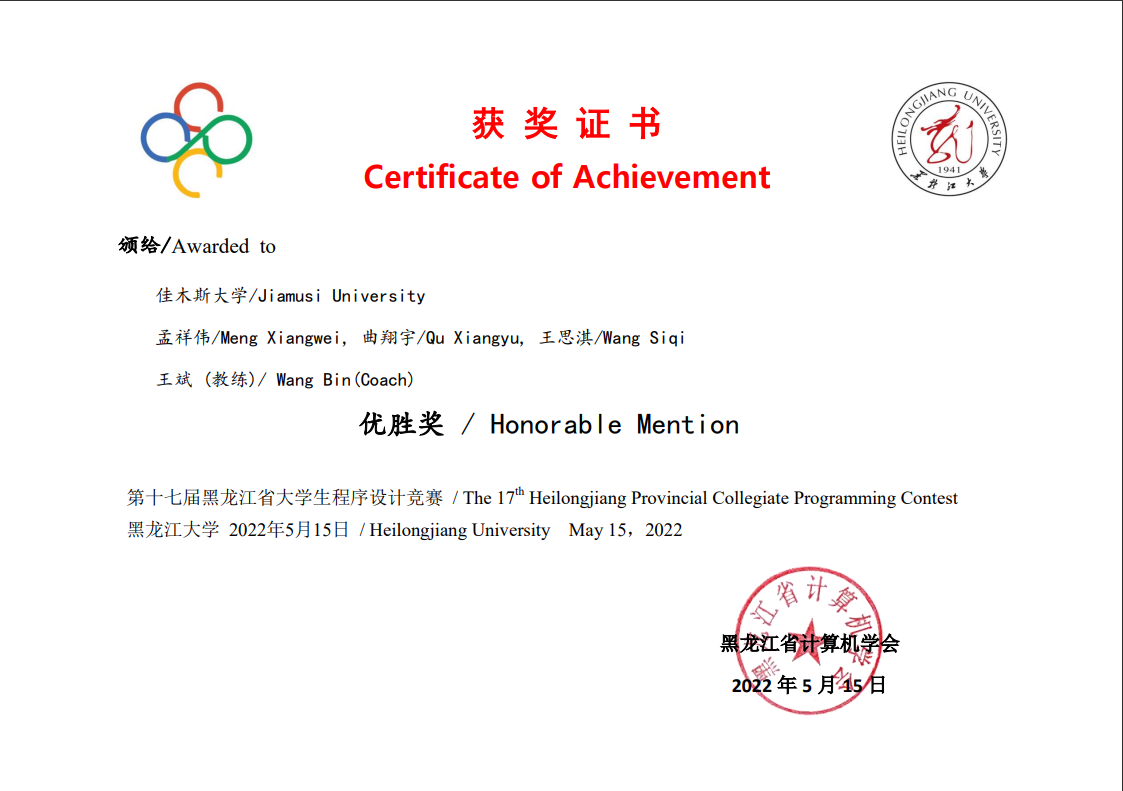 获 奖 证 书
Certificate of Achievement
HEILONGJIANG UNIVERSITY
1941
黑龙江大学
颁给/Awarded to
佳木斯大学/Jiamusi University
孟祥伟/Meng Xiangwei, 曲翔宇/Qu Xiangyu, 王思淇/Wang Siqi
王斌 (教练)/ Wang Bin(Coach)
优胜奖 / Honorable Mention
第十七届黑龙江省大学生程序设计竞赛 / The 17th Heilongjiang Provincial Collegiate Programming Contest
黑龙江大学 2022年5月15日 / Heilongjiang University May 15，2022
黑龙江省计算机学会
黑龙江省计算机学会
2022 年 5 月 15 日